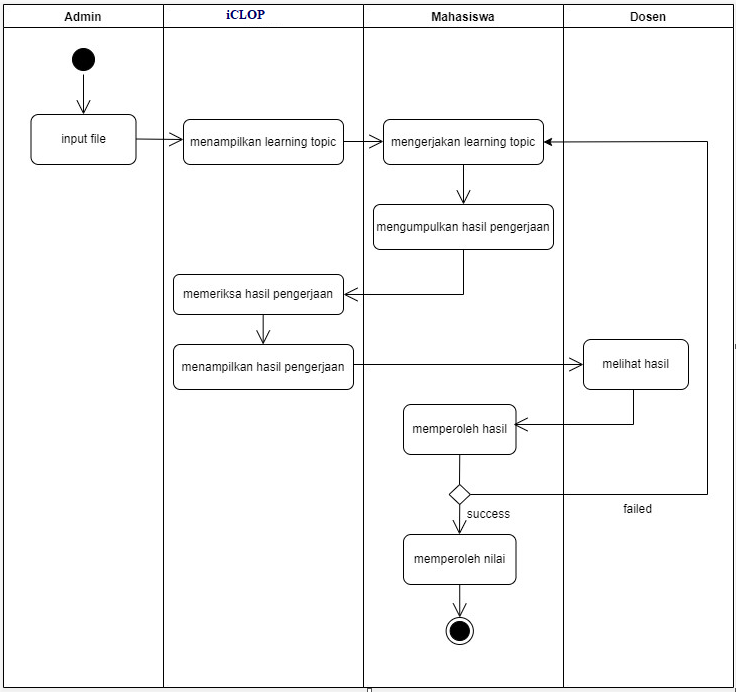 Admin
iCLOP
Mahasiswa
Dosen
input file
menampilkan learning topic
mengerjakan learning topic
mengumpulkan hasil pengerjaan
memeriksa hasil pengerjaan
menampilkan hasil pengerjaan
melihat hasil
memperoleh hasil
success
failed
memperoleh nilai